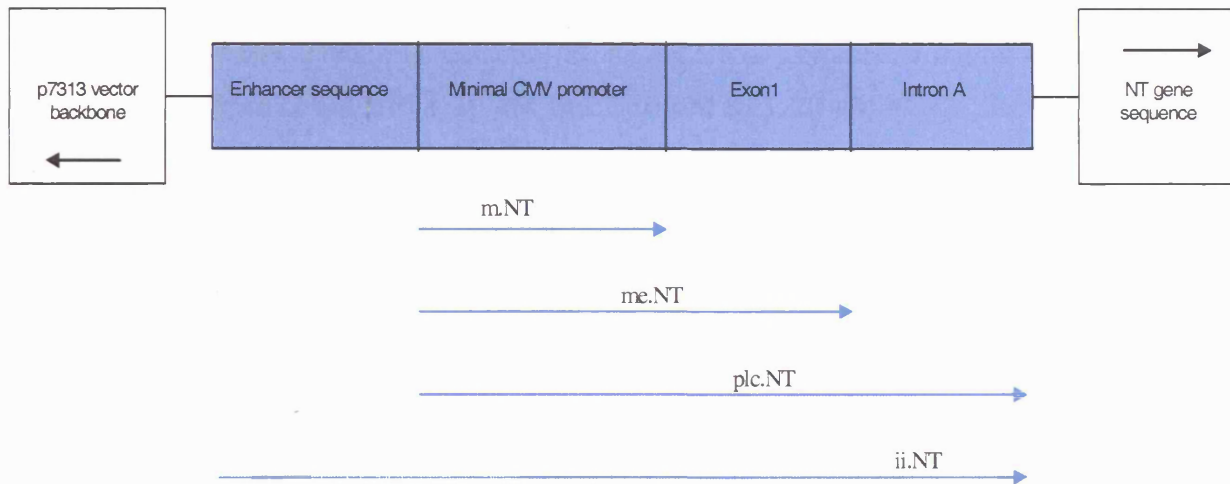 p7313 vector
backbone
Enhancer sequence
Minimal CMV promoter
Exon1
Intron A
NT gene
sequence
m.NT
me.NT
plc.NT
ii.NT